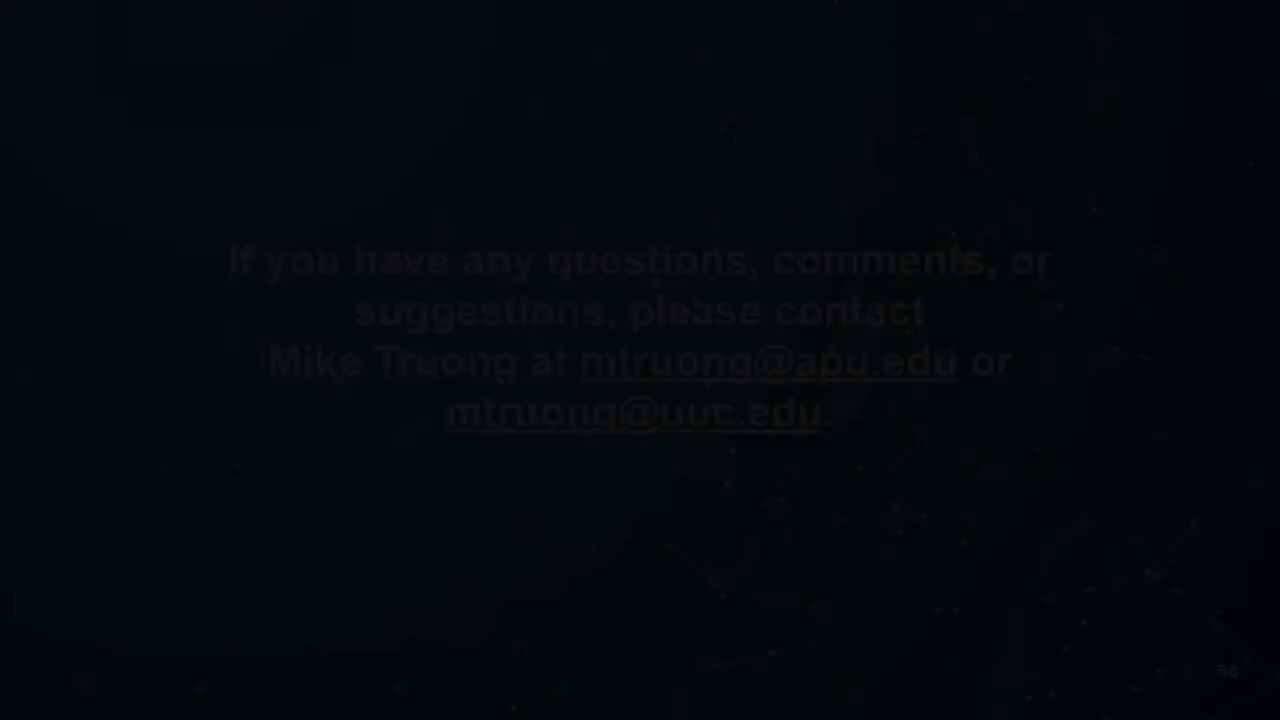 If you have any questions, comments, or
suggestions, please contact
Mike Truong at mtruong@apu.edu or
mtruong@uuc.edu.